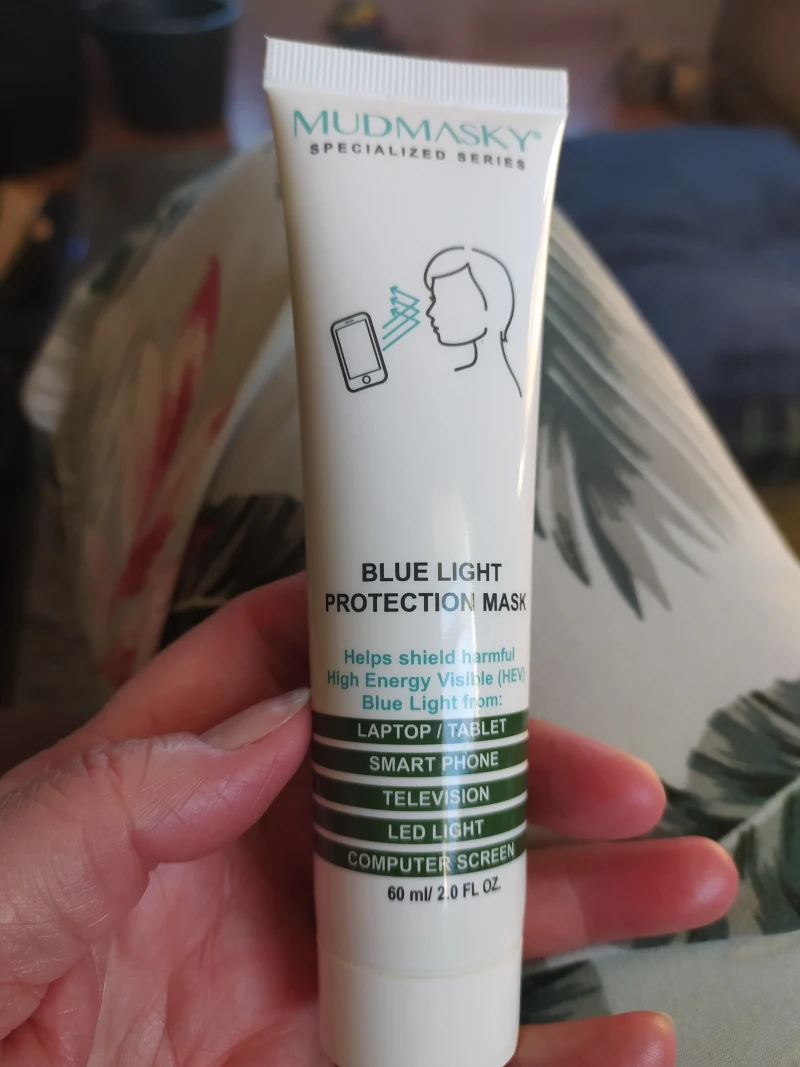 MUDMASKY®
SPECIALIZED SERIES
BLUE LIGHT
PROTECTION MASK
Helps shield harmful
High Energy Visible (HEV)
Blue Light from:
LAPTOP / TABLET
SMART PHONE
TELEVISION
LED LIGHT
COMPUTER SCREEN
60 ml/ 2.0 FL OZ.